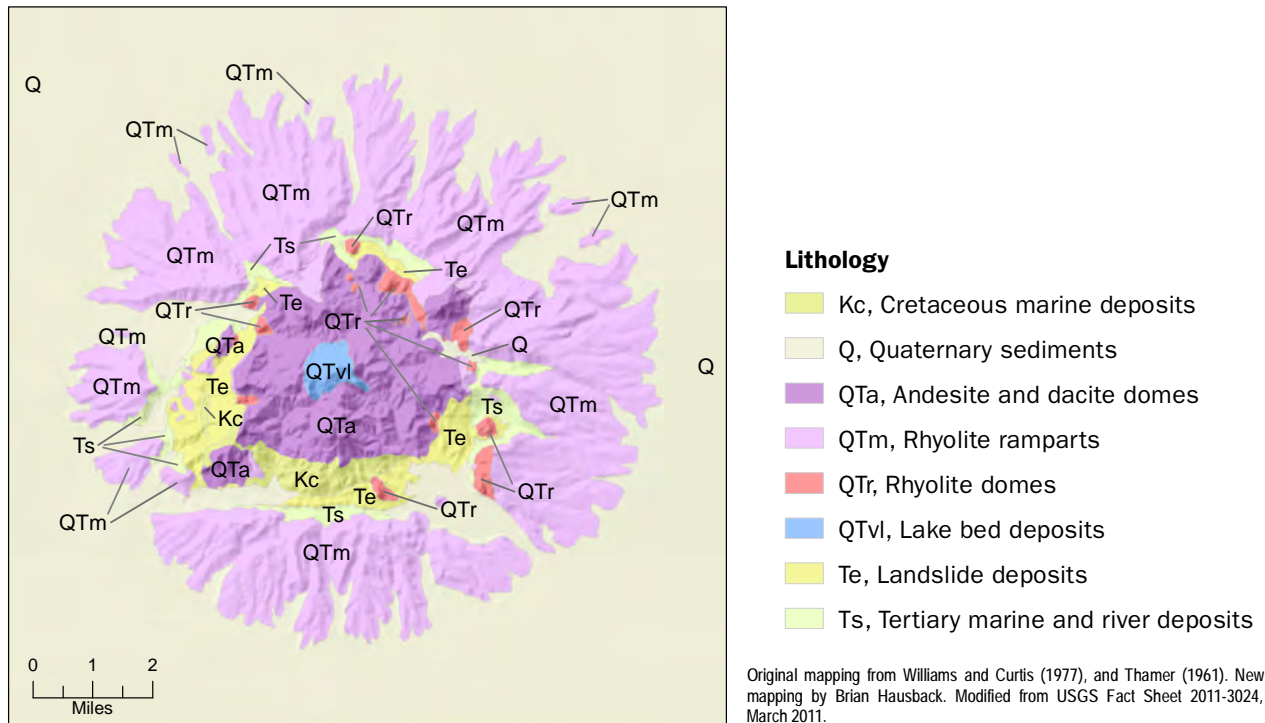 QTm
Q
QTm
QTm
QTm
QTr
QTm
QTm
Ts
Te
Te
QTr
QTr
QTr
QTm
QTa
Q
Q
QTvl
QTm
Te
Kc
QTa
Ts
QTm
Ts
Te
QTa
Kc
QTm
Te
QTr
QTr
QTm
Ts
QTm
0 1 2
Miles
Lithology
Kc, Cretaceous marine deposits
Q, Quaternary sediments
QTa, Andesite and dacite domes
QTm, Rhyolite ramparts
QTr, Rhyolite domes
QTvl, Lake bed deposits
Te, Landslide deposits
Ts, Tertiary marine and river deposits
Original mapping from Williams and Curtis (1977), and Thamer (1961). New
mapping by Brian Hausback. Modified from USGS Fact Sheet 2011-3024,
March 2011.